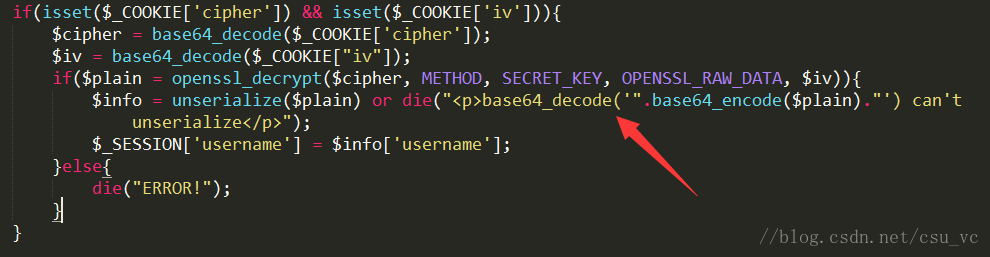 if(isset($_COOKIE['cipher']) && isset($_COOKIE['iv'])){
$cipher = base64_decode($_COOKIE['cipher']);
$iv = base64_decode($_COOKIE["iv"]);
if($plain = openssl_decrypt($cipher, METHOD, SECRET_KEY, OPENSSL_RAW_DATA, $iv)){
$info = unserialize($plain) or die("<p>base64_decode('".base64_encode($plain)."') can't
unserialize</p>");
$_SESSION['username'] = $info['username'];
}else{
die("ERROR!");
}
}
//blog.csdn.net/csu_vc